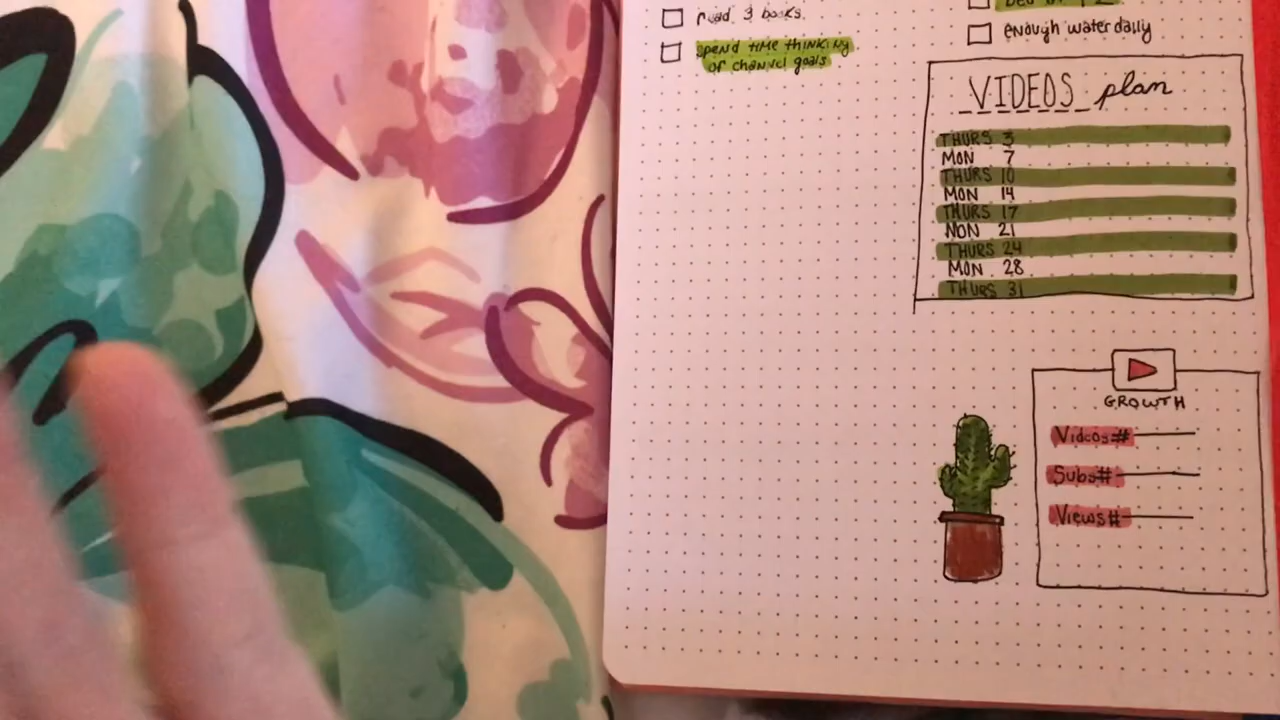 read 3 books
spend time thinking
of channel goals
enough water daily
VIDEOS plan
THURS 3
MON 7
THURS 10
MON 14
THURS 17
MON 21
THURS 24
MON 28
THURS 31
GROWTH
Videos#
Subs#
Views#